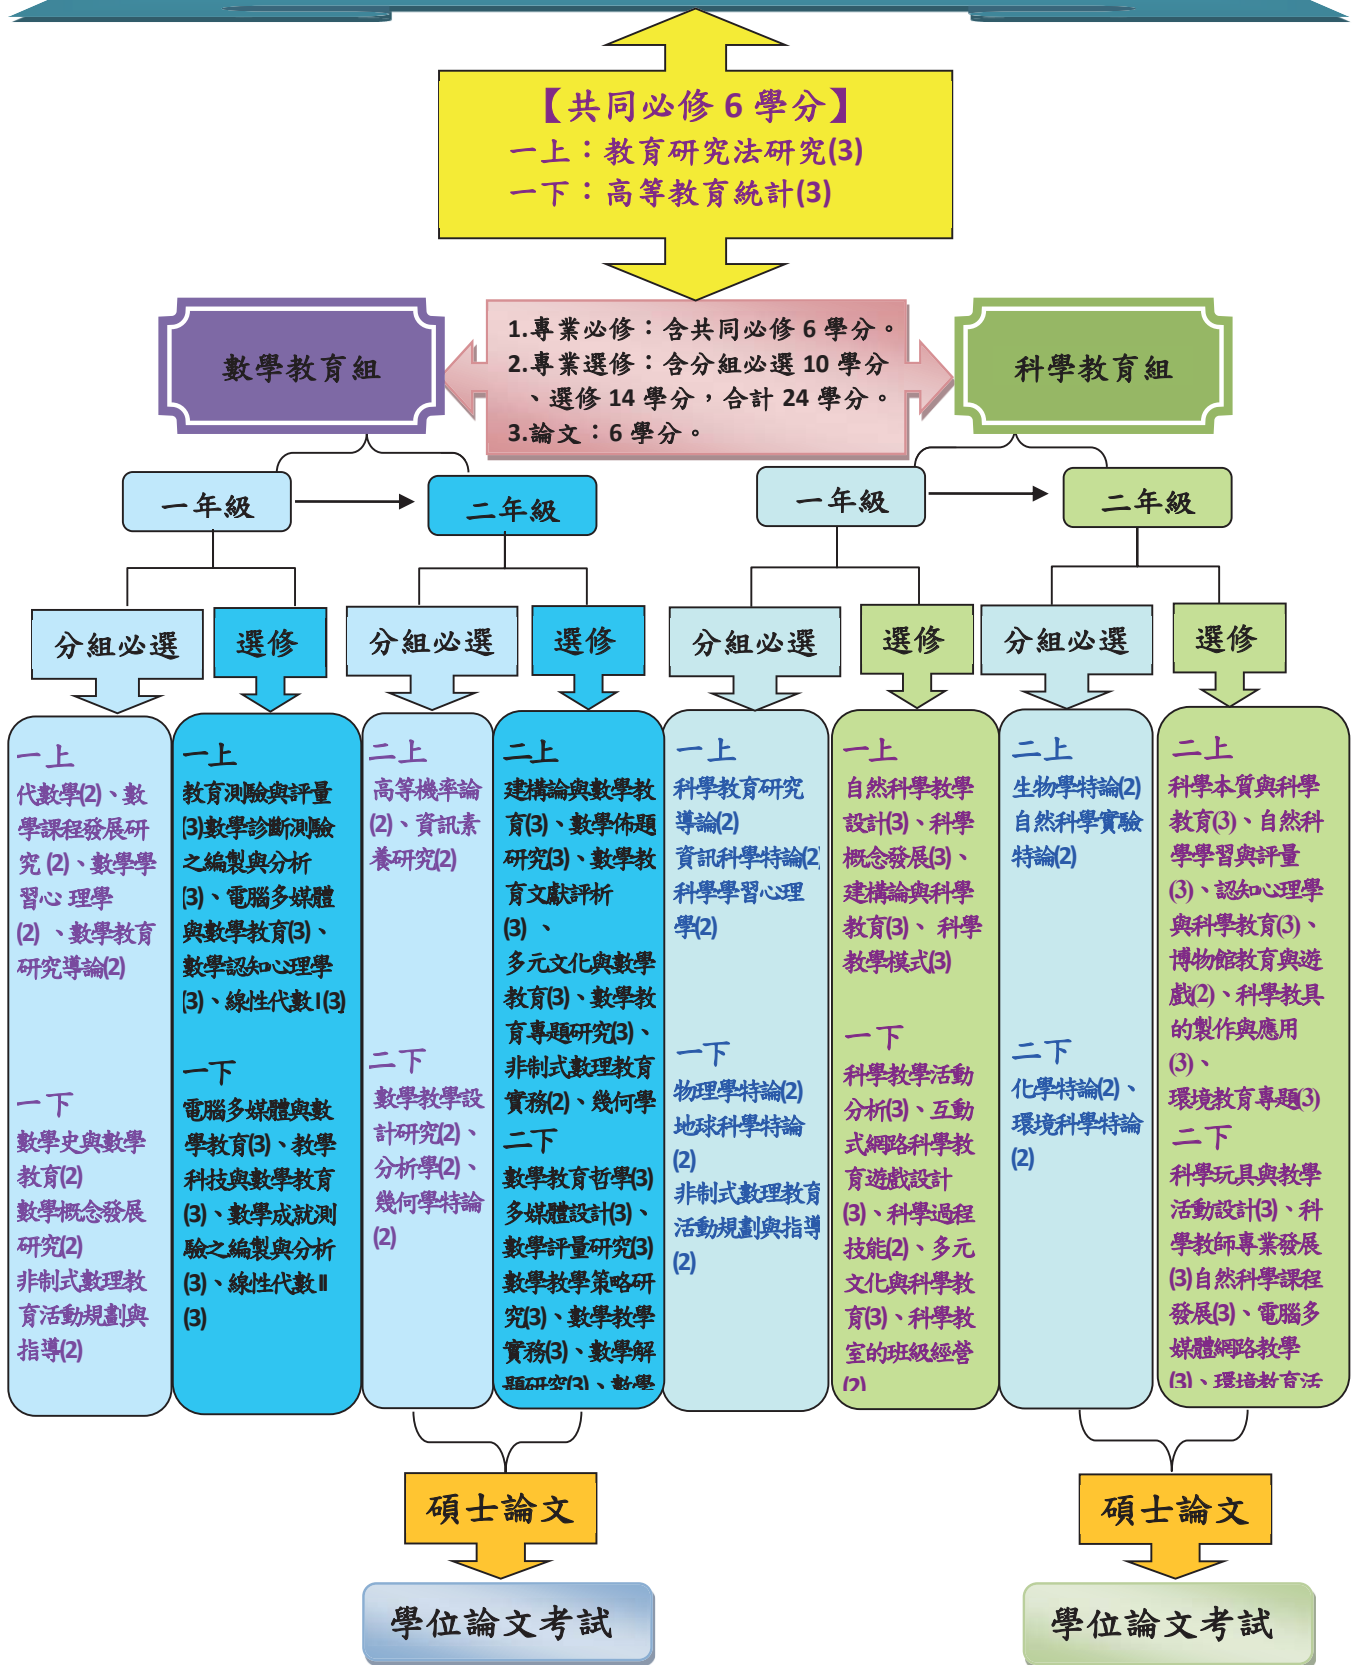 【共同必修 6 學分】
一上：教育研究法研究(3)
一下：高等教育統計(3)
數學教育組
1.專業必修：含共同必修 6 學分。
2.專業選修：含分組必選 10 學分
、選修 14 學分，合計 24 學分。
3.論文：6 學分。
科學教育組
一年級
二年級
一年級
二年級
分組必選
選修
分組必選
選修
分組必選
選修
分組必選
選修
一上
代數學(2)、數
學課程發展研
究 (2)、數學學
習心 理學
(2) 、數學教育
研究導論(2)
一下
數學史與數學
教育(2)
數學概念發展
研究(2)
非制式數理教
育活動規劃與
指導(2)
一上
教育測驗與評量
(3)數學診斷測驗
之編製與分析
(3)、電腦多媒體
與數學教育(3)、
數學認知心理學
(3)、線性代數 I (3)
一下
電腦多媒體與數
學教育(3)、教學
科技與數學教育
(3)、數學成就測
驗之編製與分析
(3)、線性代數 II
(3)
二上
高等機率論
(2)、資訊素
養研究(2)
二下
數學教學設
計研究(2)、
分析學(2)、
幾何學特論
(2)
二上
建構論與數學教
育(3)、數學佈題
研究(3)、數學教
育文獻評析
(3) 、
多元文化與數學
教育(3)、數學教
育專題研究(3)、
非制式數理教育
實務(2)、幾何學
二下
數學教育哲學(3)
多媒體設計(3)、
數學評量研究(3)
數學教學策略研
究(3)、數學教學
實務(3)、數學解
題研究(3)、數學
一上
科學教育研究
導論(2)
資訊科學特論(2)
科學學習心理
學(2)
一下
物理學特論(2)
地球科學特論
(2)
非制式數理教育
活動規劃與指導
(2)
一上
自然科學教學
設計(3)、科學
概念發展(3)、
建構論與科學
教育(3)、 科學
教學模式(3)
一下
科學教學活動
分析(3)、互動
式網路科學教
育遊戲設計
(3)、科學過程
技能(2)、多元
文化與科學教
育(3)、科學教
室的班級經營
(2)
二上
生物學特論(2)
自然科學實驗
特論(2)
二下
化學特論(2)、
環境科學特論
(2)
二上
科學本質與科學
教育(3)、自然科
學學習與評量
(3)、認知心理學
與科學教育(3)、
博物館教育與遊
戲(2)、科學教具
的製作與應用
(3)、
環境教育專題(3)
二下
科學玩具與教學
活動設計(3)、科
學教師專業發展
(3)自然科學課程
發展(3)、電腦多
媒體網路教學
(3)、環境教育活
碩士論文
碩士論文
學位論文考試
學位論文考試